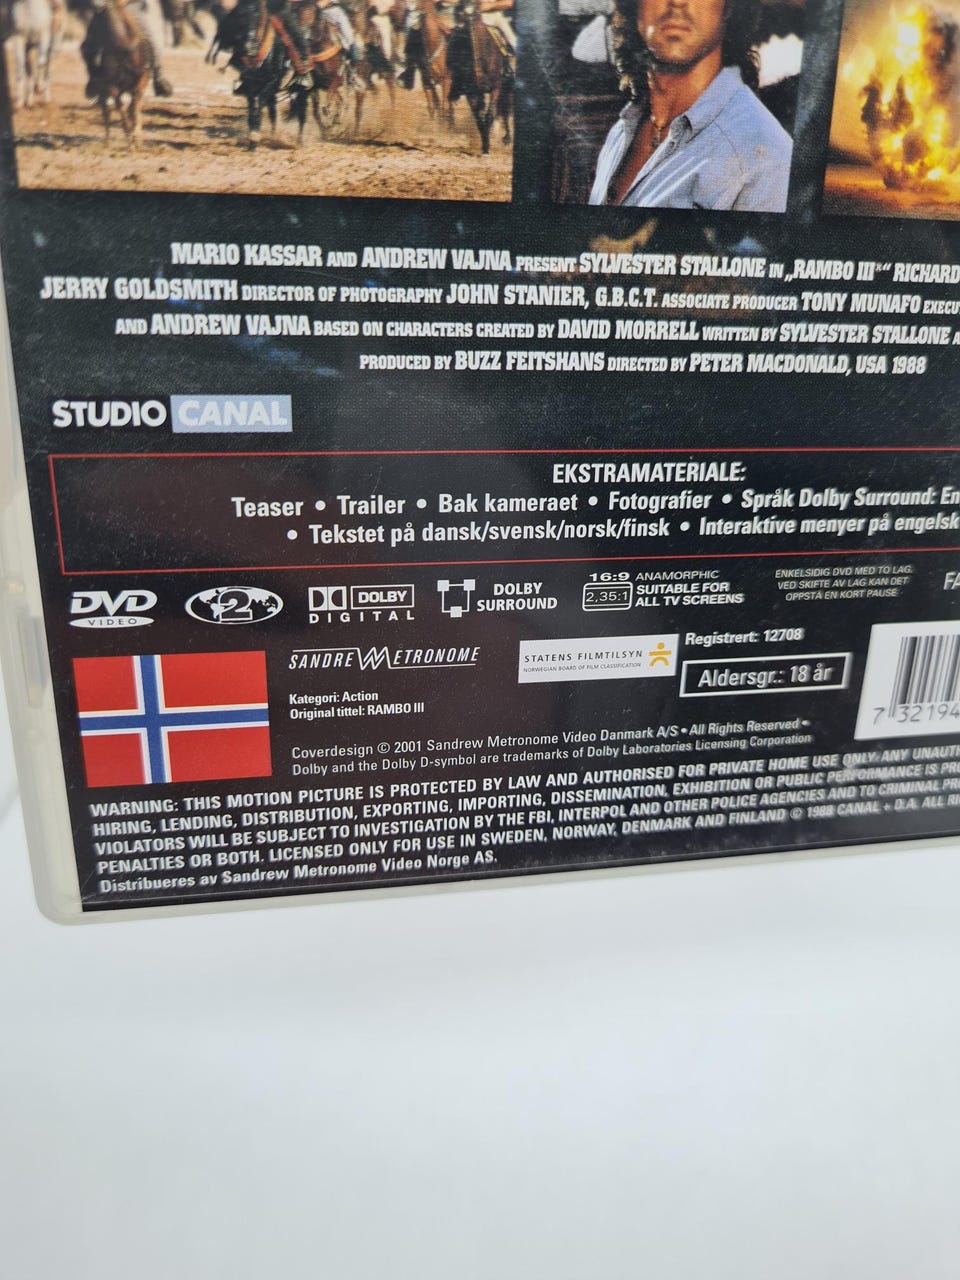 MARIO KASSAR AND ANDREW VAJNA PRESENT SYLVESTER STALLONE IN „RAMBO III" RICHARD
JERRY GOLDSMITH DIRECTOR OF PHOTOGRAPHY JOHN STANIER, G.B.C.T. ASSOCIATE PRODUCER TONY MUNAFO
AND ANDREW VAJNA BASED ON CHARACTERS CREATED BY DAVID MORRELL WRITTEN BY SYLVESTER STALLONE
PRODUCED BY BUZZ FEITSHANS DIRECTED BY PETER MACDONALD, USA 1988
STUDIO CANAL
EKSTRAMATERIALE:
Teaser • Trailer • Bak kameraet • Fotografier • Språk Dolby Surround: En
• Tekstet på dansk/svensk/norsk/finsk • Interaktive menyer på engelsk
DVD VIDEO
2
DOLBY DIGITAL
DOLBY SURROUND
16:9 2,35:1 ANAMORPHIC SUITABLE FOR ALL TV SCREENS
ENKELSIDIG DVD MED TO LAG.
VED SKIFTE AV LAG KAN DET
OPPSTÅ EN KORT PAUSE
FA
SANDREW METRONOME
STATENS FILMTILSYN
NORWEGIAN BOARD OF FILM CLASSIFICATION
Registrert: 12708
Aldersgr.: 18 år
7 32194
Kategori: Action
Original tittel: RAMBO III
Coverdesign © 2001 Sandrew Metronome Video Danmark A/S • All Rights Reserved •
Dolby and the Dolby D-symbol are trademarks of Dolby Laboratories Licensing Corporation
WARNING: THIS MOTION PICTURE IS PROTECTED BY LAW AND AUTHORISED FOR PRIVATE HOME USE ONLY. ANY UNAUTH
HIRING, LENDING, DISTRIBUTION, EXPORTING, IMPORTING, DISSEMINATION, EXHIBITION OR PUBLIC PERFORMANCE IS PRO
VIOLATORS WILL BE SUBJECT TO INVESTIGATION BY THE FBI, INTERPOL AND OTHER POLICE AGENCIES AND TO CRIMINAL PR
PENALTIES OR BOTH. LICENSED ONLY FOR USE IN SWEDEN, NORWAY, DENMARK AND FINLAND © 1988 CANAL + D.A. ALL RI
Distribueres av Sandrew Metronome Video Norge AS.